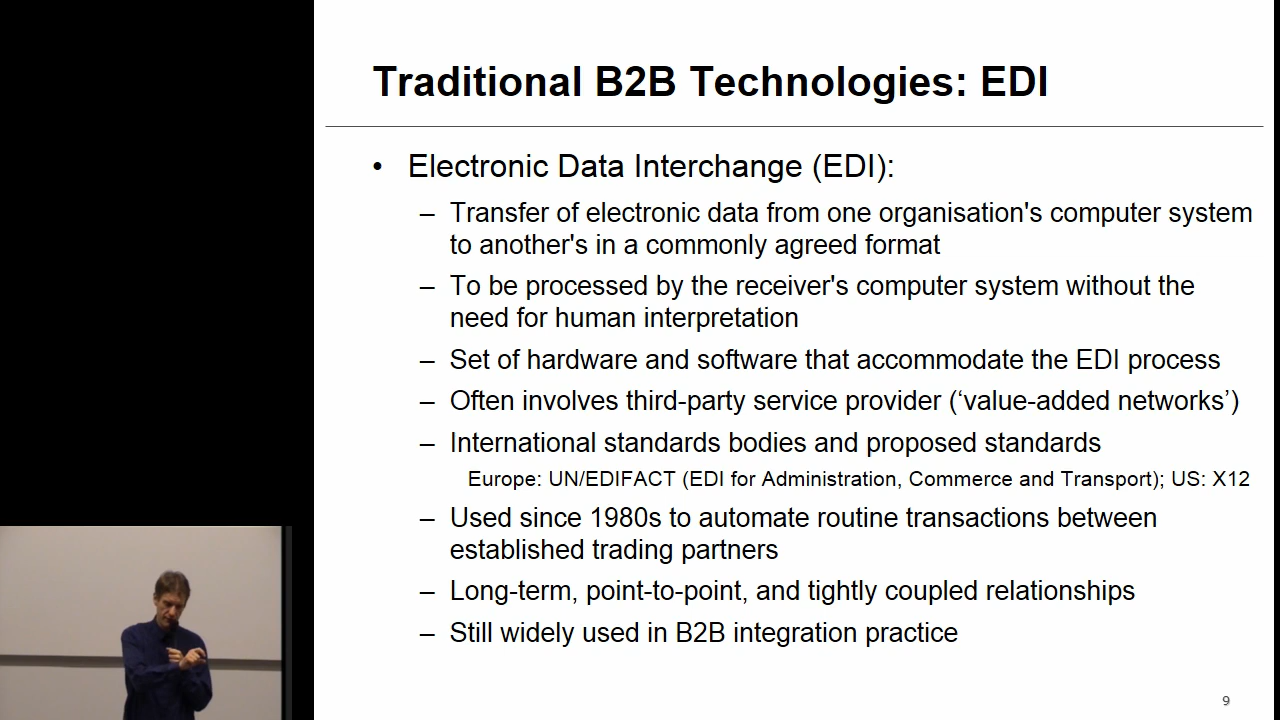 Traditional B2B Technologies: EDI
• Electronic Data Interchange (EDI):
– Transfer of electronic data from one organisation's computer system
to another's in a commonly agreed format
– To be processed by the receiver's computer system without the
need for human interpretation
– Set of hardware and software that accommodate the EDI process
– Often involves third-party service provider (‘value-added networks’)
– International standards bodies and proposed standards
Europe: UN/EDIFACT (EDI for Administration, Commerce and Transport); US: X12
– Used since 1980s to automate routine transactions between
established trading partners
– Long-term, point-to-point, and tightly coupled relationships
– Still widely used in B2B integration practice
9